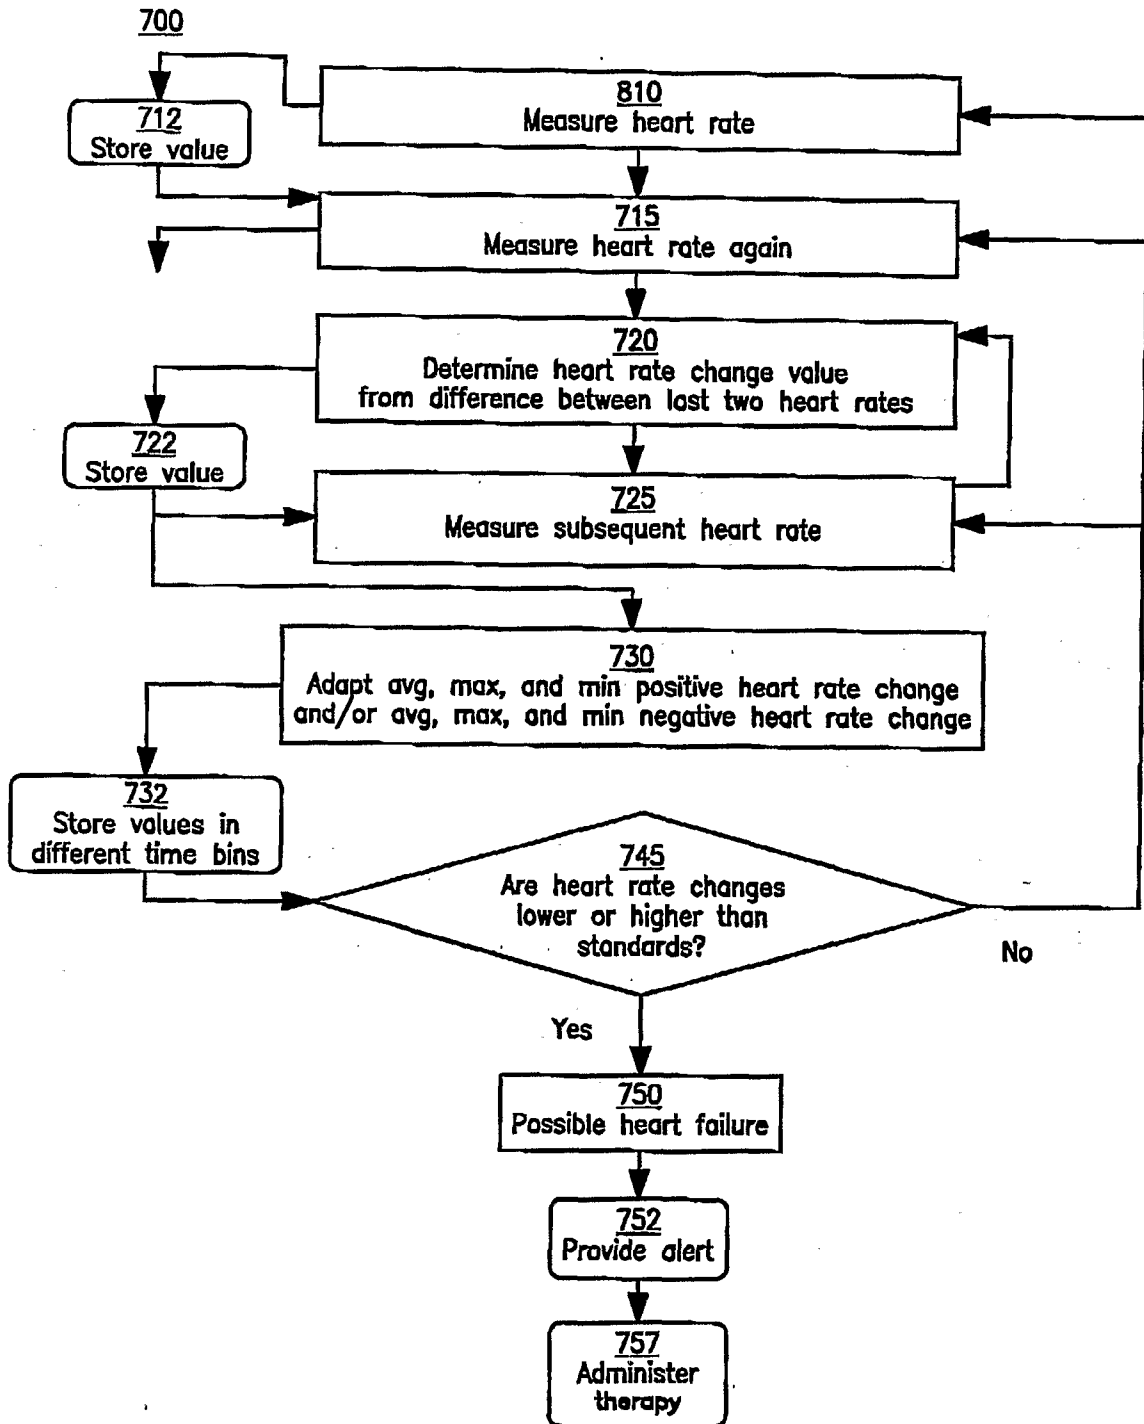 700
810
Measure heart rate
712
Store value
715
Measure heart rate again
720
Determine heart rate change value
from difference between last two heart rates
722
Store value
725
Measure subsequent heart rate
730
Adapt avg, max, and min positive heart rate change
and/or avg, max, and min negative heart rate change
732
Store values in
different time bins
745
Are heart rate changes
lower or higher than
standards?
No
Yes
750
Possible heart failure
752
Provide alert
757
Administer
therapy